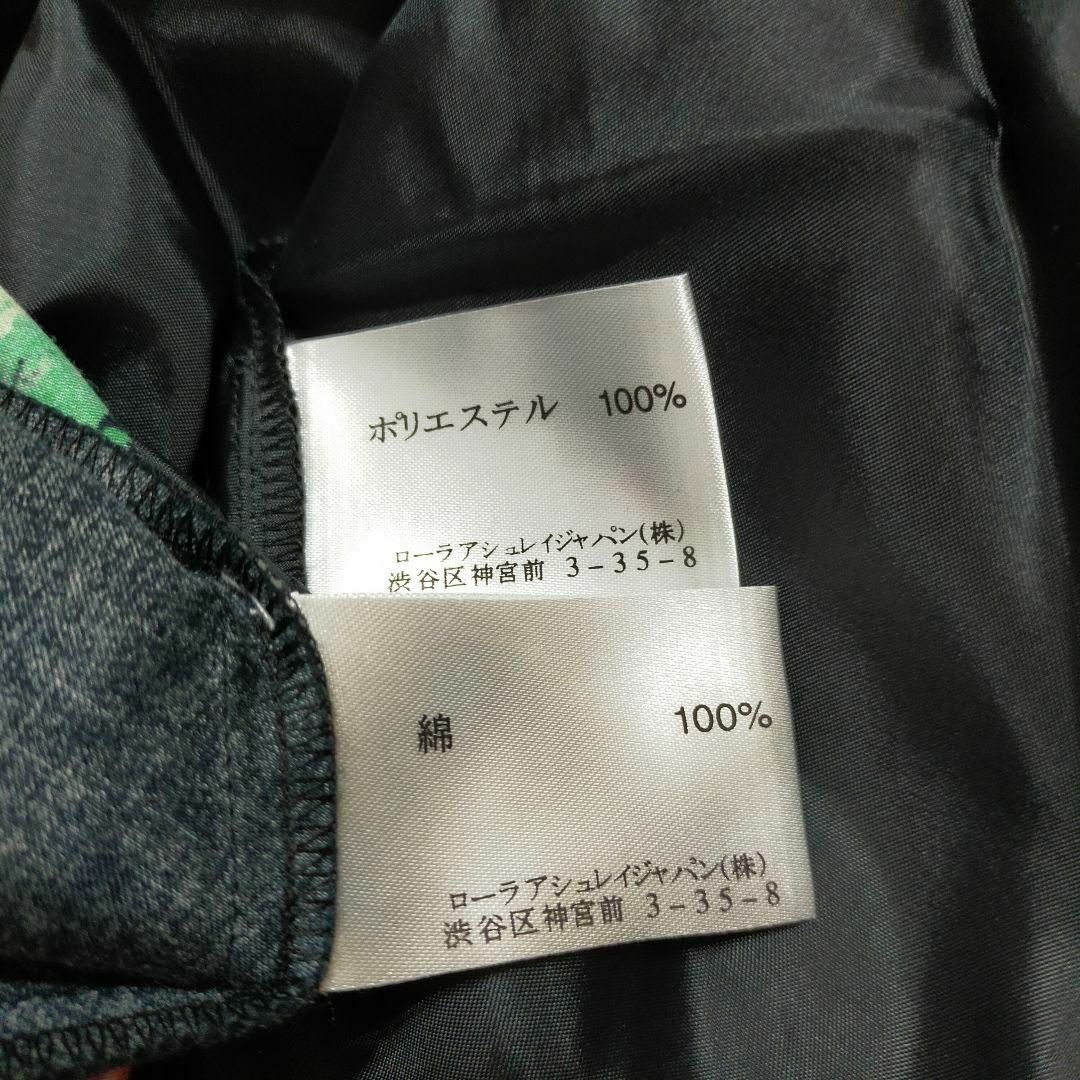 ポリエステル 100%
ローラアシュレイジャパン(株)
渋谷区神宮前 3-35-8
綿 100%
ローラアシュレイジャパン(株)
渋谷区神宮前 3-35-8